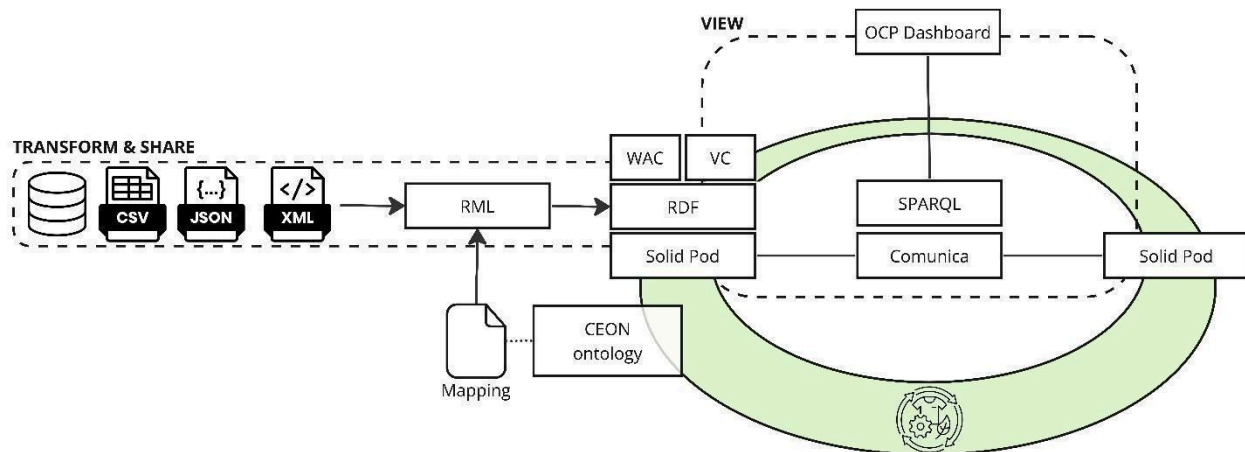 VIEW
OCP Dashboard
TRANSFORM & SHARE
WAC
VC
CSV
{...}
JSON
</>
XML
RML
RDF
SPARQL
Solid Pod
Comunica
Solid Pod
CEON
ontology
Mapping